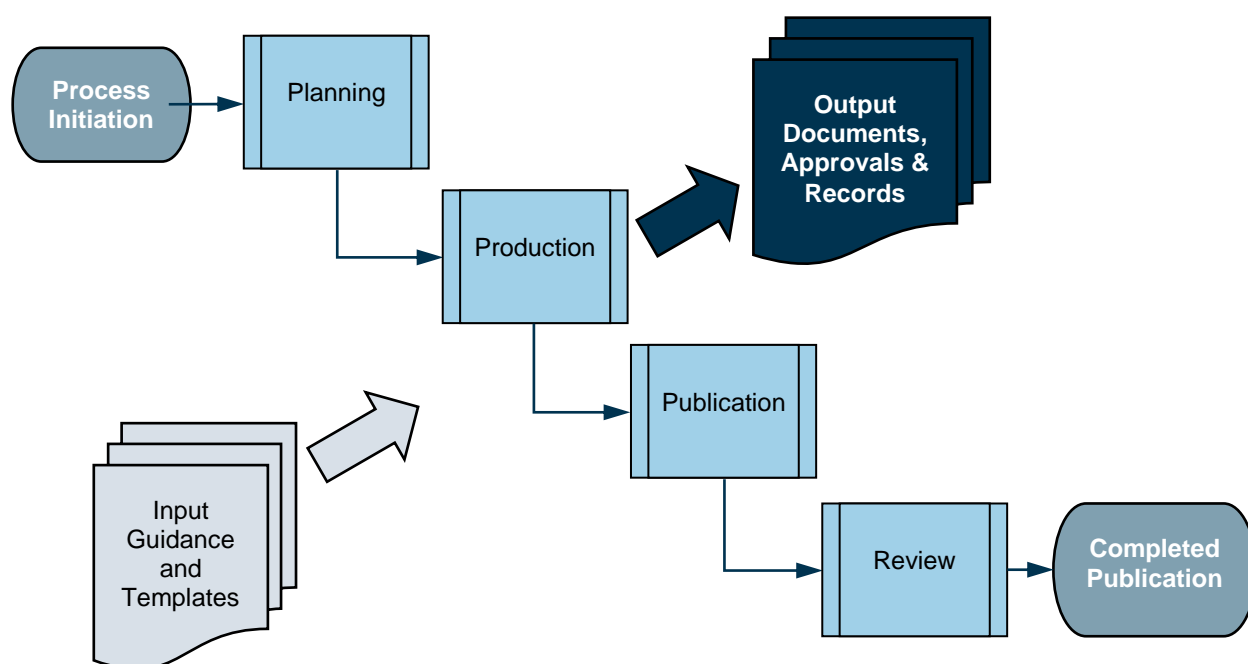 Process
Initiation
Planning
Output
Documents,
Approvals &
Records
Production
Publication
Input
Guidance
and
Templates
Review
Completed
Publication